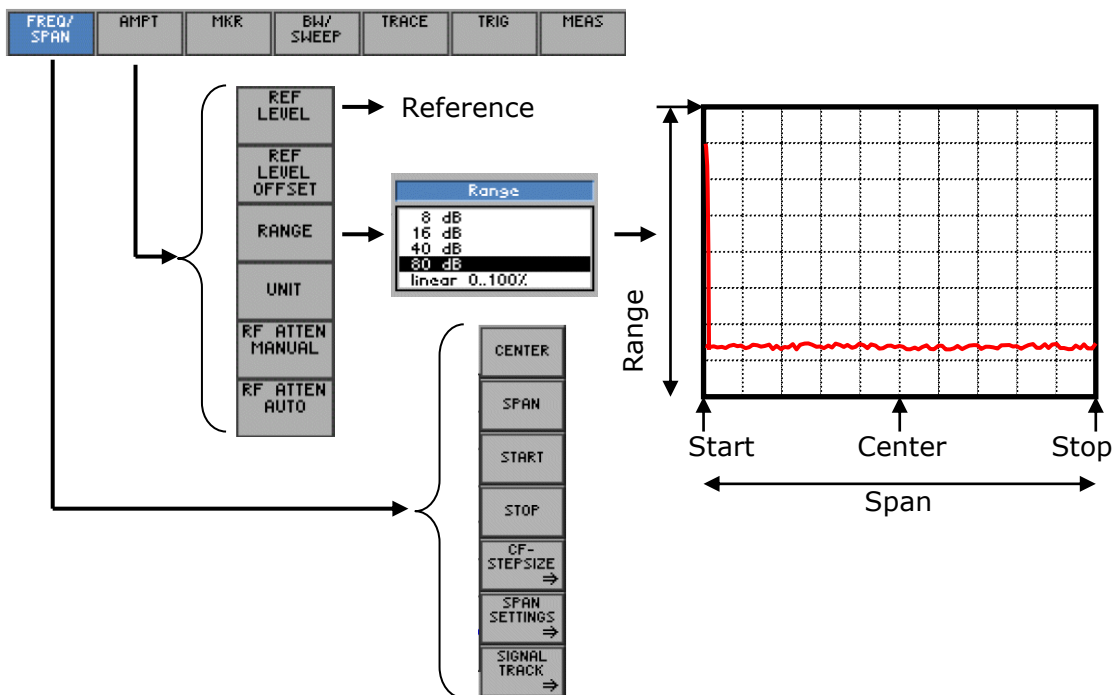 FREQ/
SPAN
AMPT
MKR
BW/
SWEEP
TRACE
TRIG
MEAS
REF
LEVEL
Reference
REF
LEVEL
OFFSET
RANGE
UNIT
RF ATTEN
MANUAL
RF ATTEN
AUTO
Range
8 dB
16 dB
40 dB
80 dB
linear 0..100%
CENTER
SPAN
START
STOP
CF-
STEPSIZE
⇒
SPAN
SETTINGS
⇒
SIGNAL
TRACK
⇒
Range
Start
Center
Stop
Span